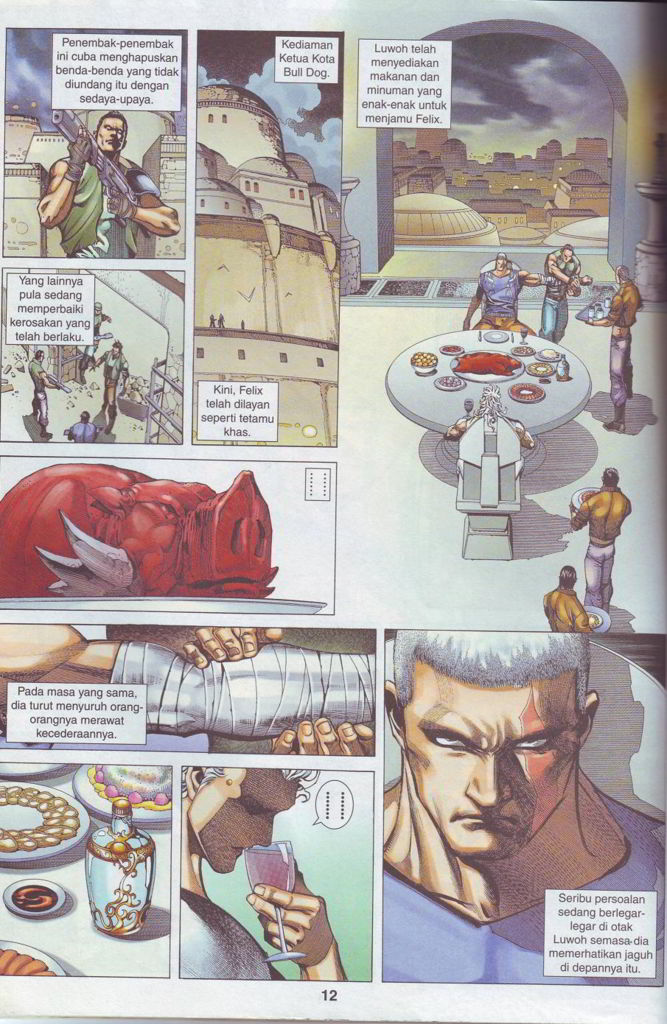 Penembak-penembak
ini cuba menghapuskan
benda-benda yang tidak
diundang itu dengan
sedaya-upaya.
Yang lainnya
pula sedang
memperbaiki
kerosakan yang
telah berlaku.
Kediaman
Ketua Kota
Bull Dog.
Kini, Felix
telah dilayan
seperti tetamu
khas.
Luwoh telah
menyediakan
makanan dan
minuman yang
enak-enak untuk
menjamu Felix.
Pada masa yang sama,
dia turut menyuruh orang-
orangnya merawat
kecederaannya.
Seribu persoalan
sedang berlegar-
legar di otak
Luwoh semasa dia
memerhatikan jaguh
di depannya itu.
12